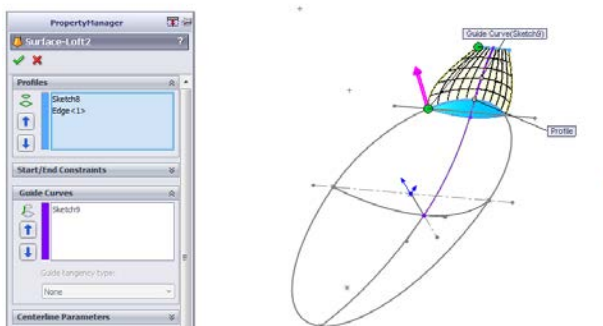 PropertyManager
Surface-Loft2
?
Profiles
Sketch8
Edge<1>
Start/End Constraints
Guide Curves
Sketch9
Guide tangency type:
None
Centerline Parameters
Guide Curve(Sketch9)
Profile